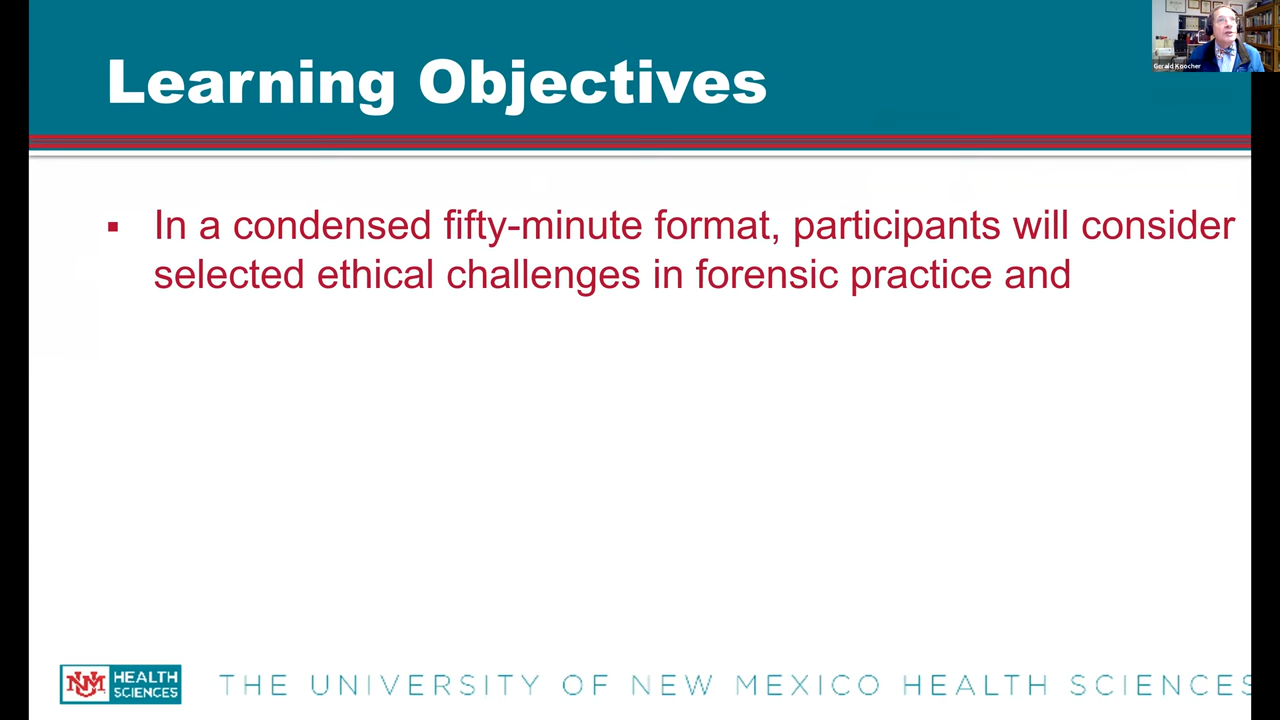 Learning Objectives
Gerald Koocher
▪ In a condensed fifty-minute format, participants will consider
selected ethical challenges in forensic practice and
UNM HEALTH
SCIENCES
THE UNIVERSITY OF NEW MEXICO HEALTH SCIENCES